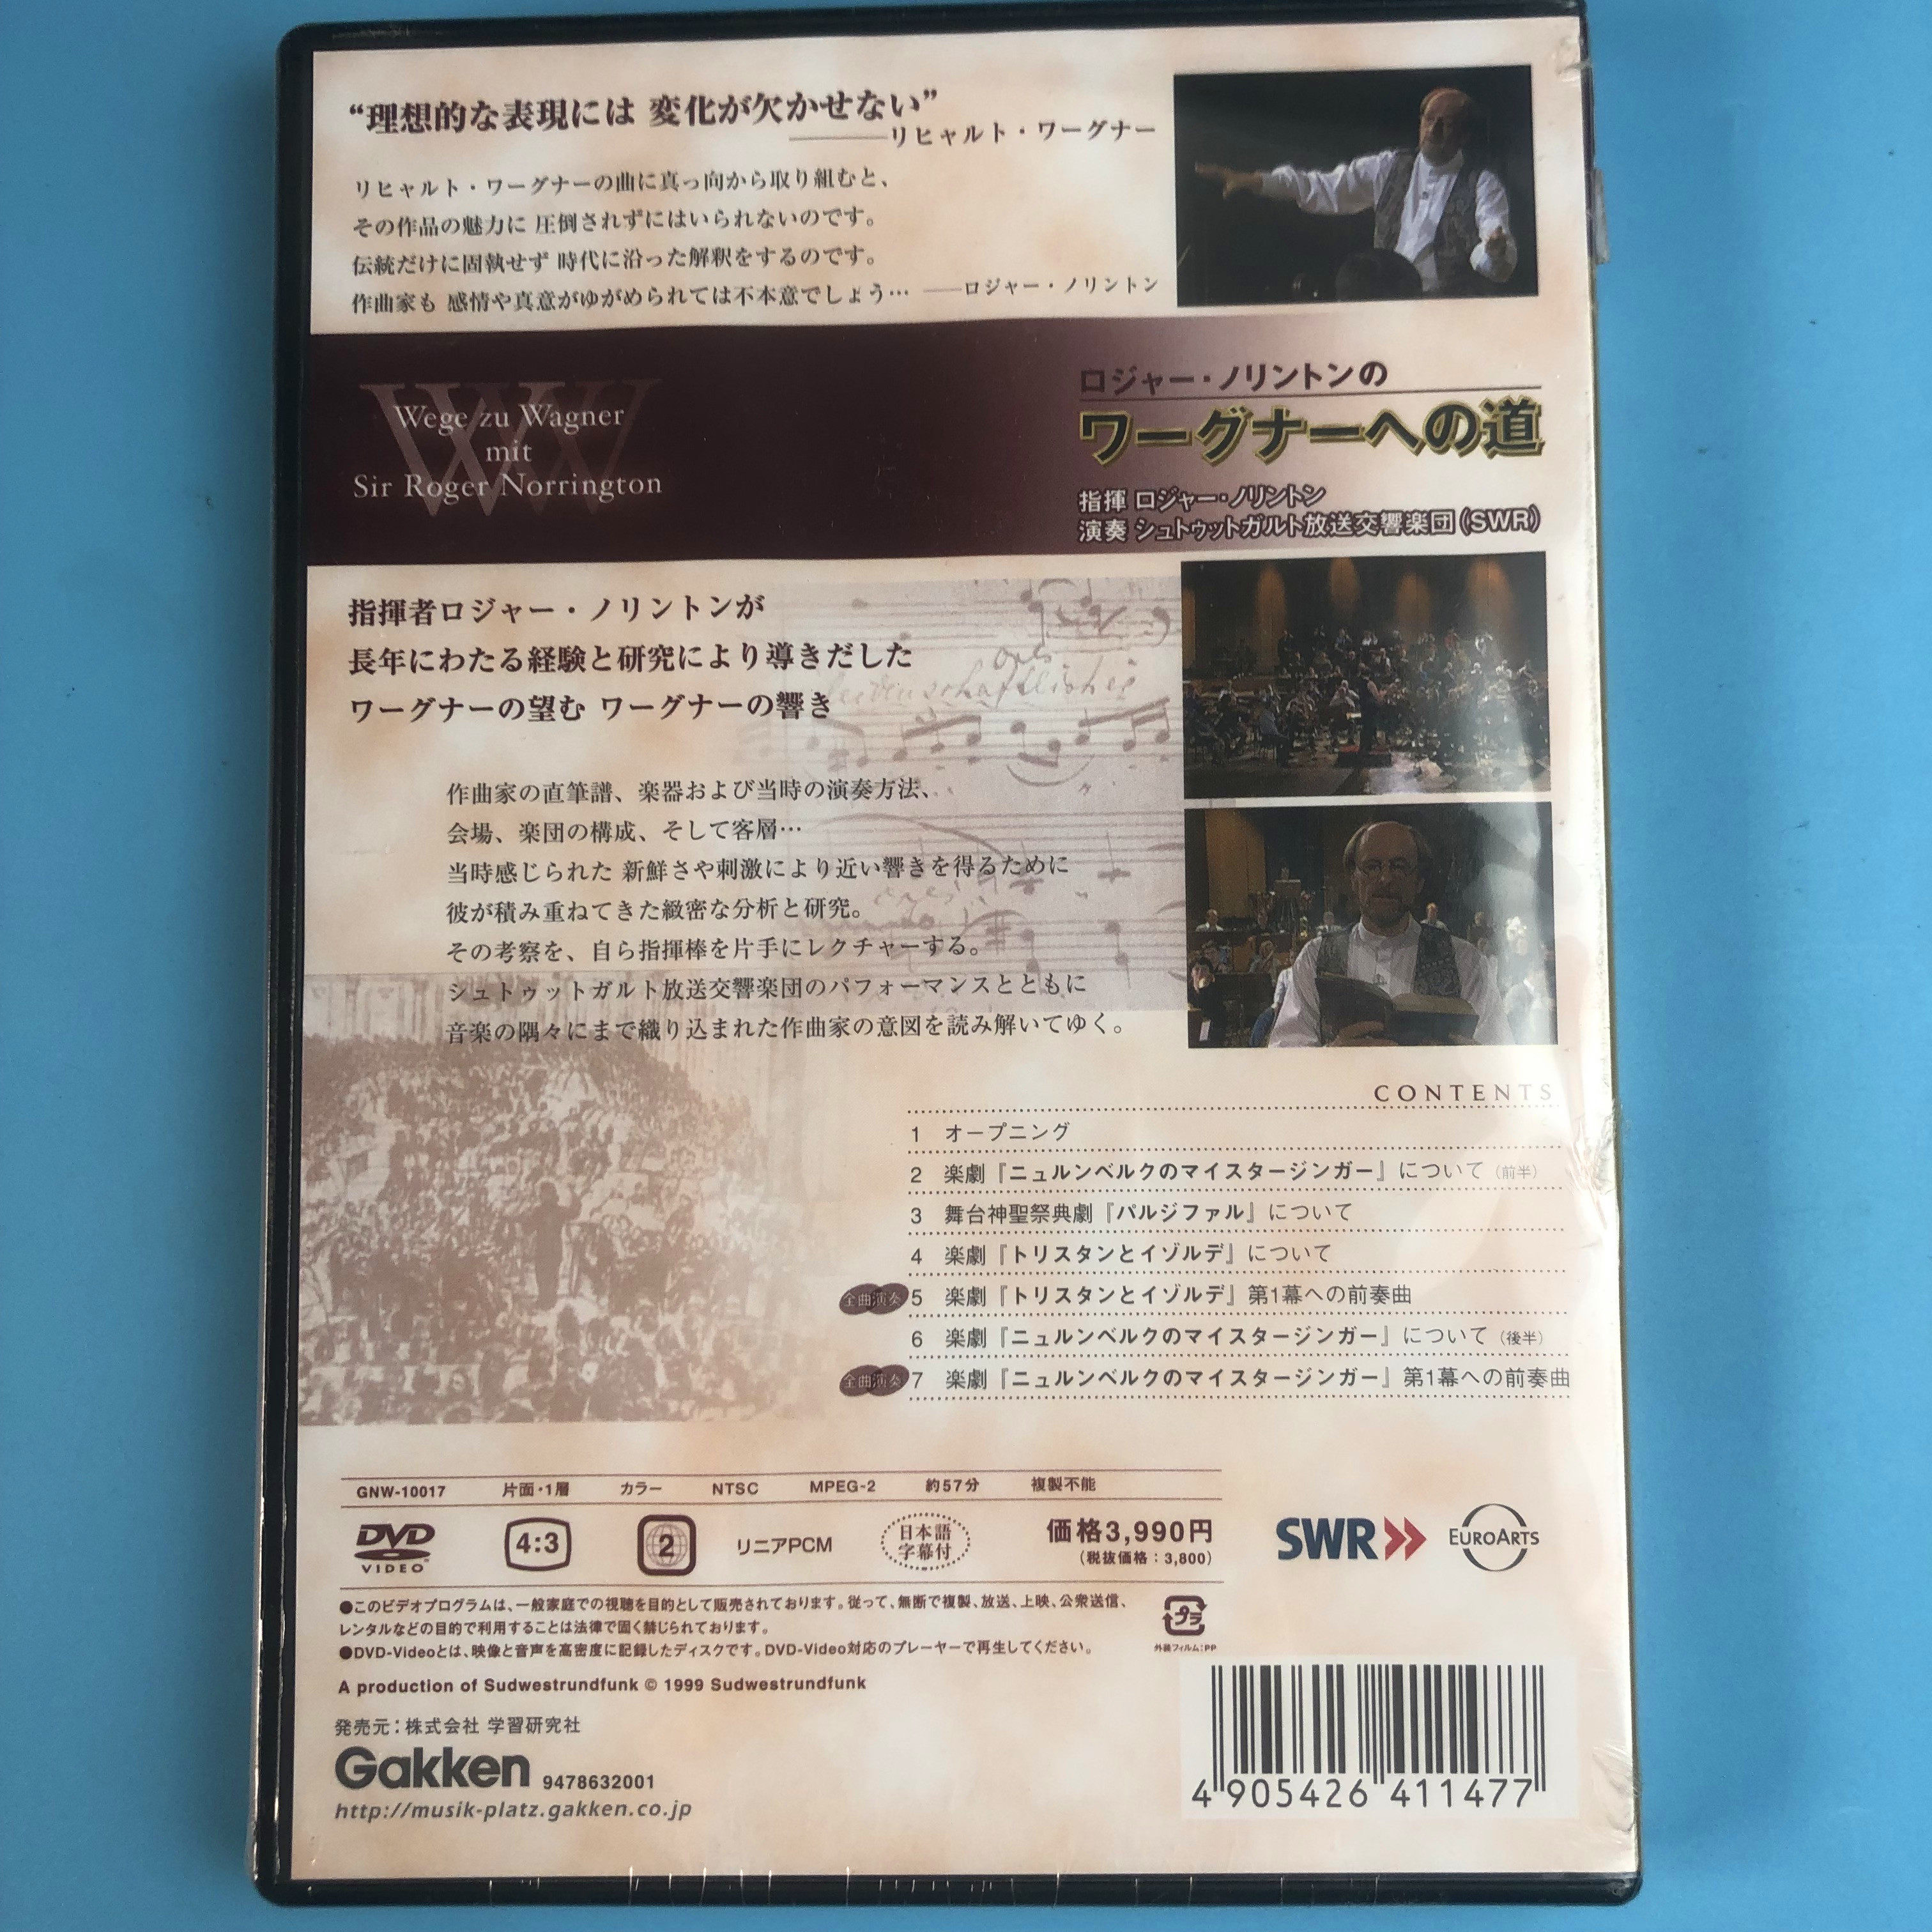 “理想的な表現には 変化が欠かせない”
――リヒャルト・ワーグナー
リヒャルト・ワーグナーの曲に真っ向から取り組むと、
その作品の魅力に 圧倒されずにはいられないのです。
伝統だけに固執せず 時代に沿った解釈をするのです。
作曲家も 感情や真意がゆがめられては不本意でしょう… ――ロジャー・ノリントン
Wege zu Wagner
mit
Sir Roger Norrington
ロジャー・ノリントンの
ワーグナーへの道
指揮 ロジャー・ノリントン
演奏 シュトゥットガルト放送交響楽団(SWR)
指揮者ロジャー・ノリントンが
長年にわたる経験と研究により導きだした
ワーグナーの望む ワーグナーの響き
作曲家の直筆譜、楽器および当時の演奏方法、
会場、楽団の構成、そして客層…
当時感じられた 新鮮さや刺激により近い響きを得るために
彼が積み重ねてきた緻密な分析と研究。
その考察を、自ら指揮棒を片手にレクチャーする。
シュトゥットガルト放送交響楽団のパフォーマンスとともに
音楽の隅々にまで織り込まれた作曲家の意図を読み解いてゆく。
CONTENTS
1 オープニング
2 楽劇『ニュルンベルクのマイスタージンガー』について(前半)
3 舞台神聖祭典劇『パルジファル』について
4 楽劇『トリスタンとイゾルデ』について
全曲演奏 5 楽劇『トリスタンとイゾルデ』第1幕への前奏曲
6 楽劇『ニュルンベルクのマイスタージンガー』について(後半)
全曲演奏 7 楽劇『ニュルンベルクのマイスタージンガー』第1幕への前奏曲
GNW-10017 片面・1層 カラー NTSC MPEG-2 約57分 複製不能
DVD VIDEO 4:3 2 リニアPCM 日本語字幕付 価格3,990円
(税抜価格:3,800)
SWR» EUROARTS
●このビデオプログラムは、一般家庭での視聴を目的として販売されております。従って、無断で複製、放送、上映、公衆送信、
レンタルなどの目的で利用することは法律で固く禁じられております。
●DVD-Videoとは、映像と音声を高密度に記録したディスクです。DVD-Video対応のプレーヤーで再生してください。
プラ
外装フィルム:PP
A production of Sudwestrundfunk © 1999 Sudwestrundfunk
発売元:株式会社 学習研究社
Gakken 9478632001
http://musik-platz.gakken.co.jp
4 905426 411477